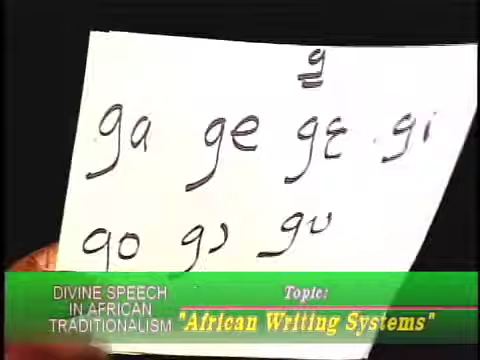 g
ga ge gɛ gi
go gɔ gu
DIVINE SPEECH
IN AFRICAN
TRADITIONALISM
Topic:
"African Writing Systems"